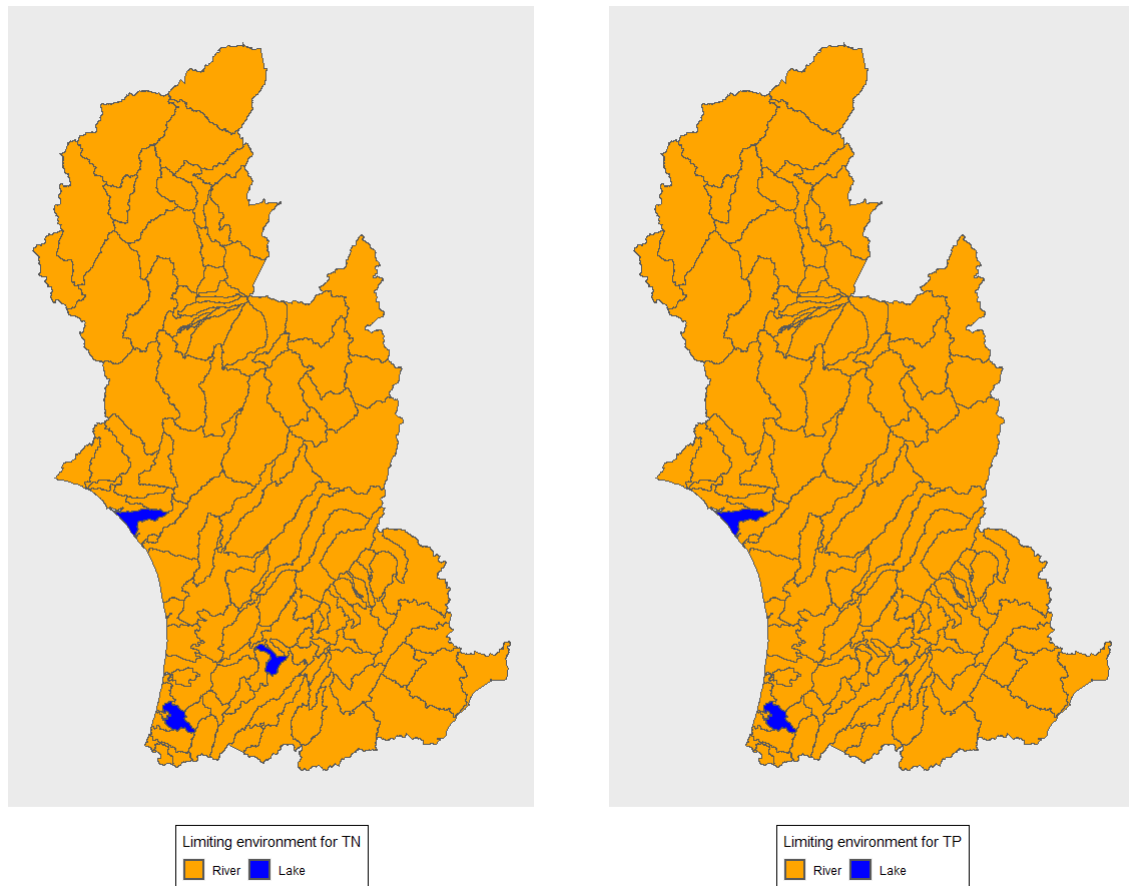 Limiting environment for TN
River Lake
Limiting environment for TP
River Lake